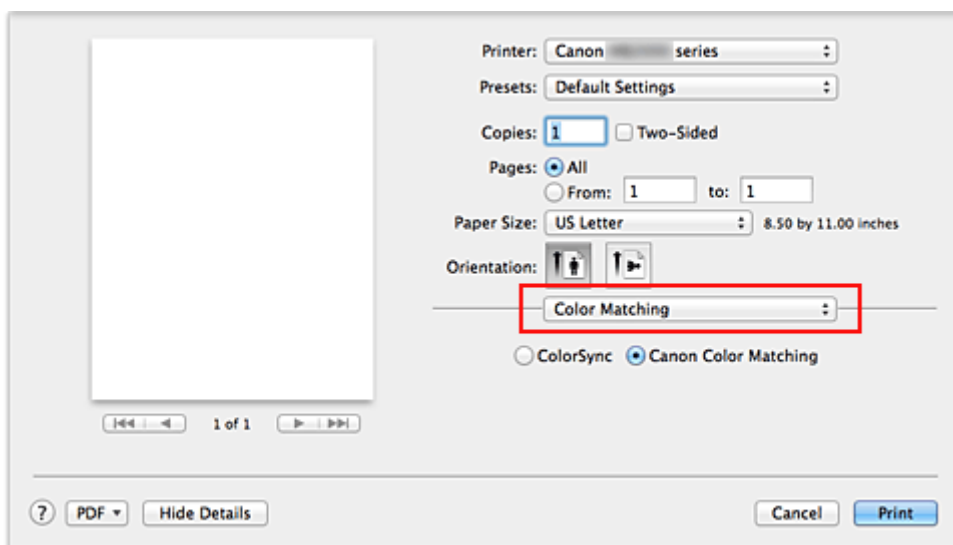 Printer: Canon series
Presets: Default Settings
Copies: 1 Two-Sided
Pages: All
From: 1 to: 1
Paper Size: US Letter 8.50 by 11.00 inches
Orientation:
Color Matching
ColorSync Canon Color Matching
1 of 1
? PDF Hide Details Cancel Print